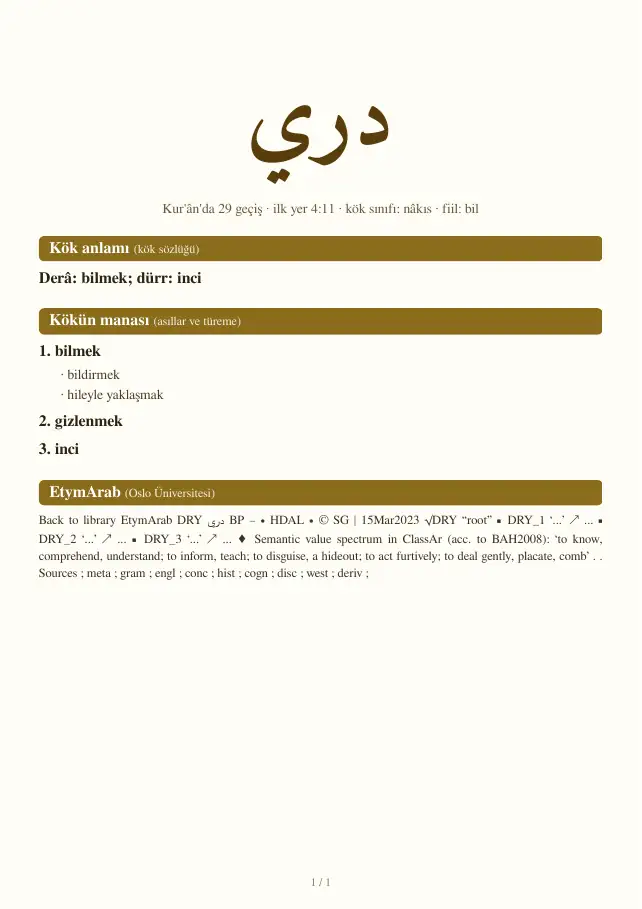 دري
Kur'ân'da 29 geçiş · ilk yer 4:11 · kök sınıfı: nâkıs · fiil: bil
Kök anlamı (kök sözlüğü)
Derâ: bilmek; dürr: inci
Kökün manası (asıllar ve türeme)
1. bilmek
· bildirmek
· hileyle yaklaşmak
2. gizlenmek
3. inci
EtymArab (Oslo Üniversitesi)
Back to library EtymArab DRY دري BP – • HDAL • © SG | 15Mar2023 √DRY “root” ▪ DRY_1 ‘...’ ↗ ... ▪
DRY_2 ‘...’ ↗ ... ▪ DRY_3 ‘...’ ↗ ... ♦ Semantic value spectrum in ClassAr (acc. to BAH2008): ‘to know,
comprehend, understand; to inform, teach; to disguise, a hideout; to act furtively; to deal gently, placate, comb’ . .
Sources ; meta ; gram ; engl ; conc ; hist ; cogn ; disc ; west ; deriv ;
1 / 1